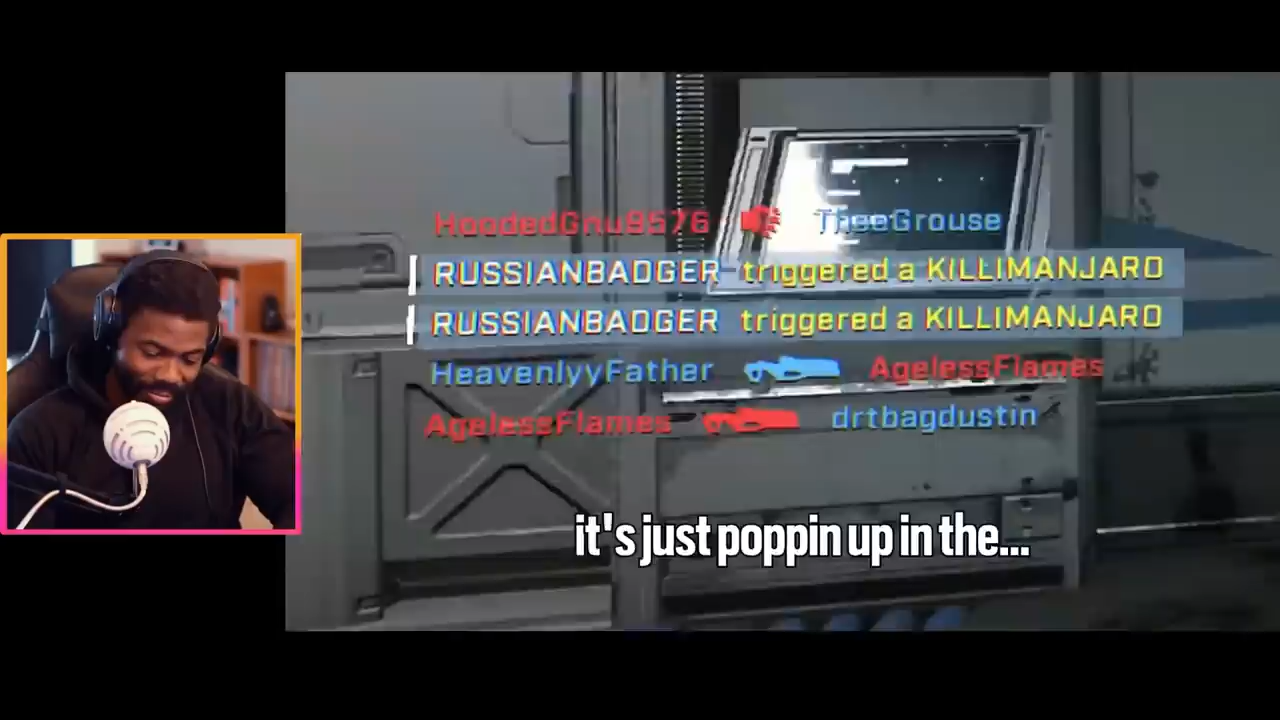 HoodedGnu9576 TheeGrouse
RUSSIANBADGER triggered a KILLIMANJARO
RUSSIANBADGER triggered a KILLIMANJARO
HeavenlyyFather AgelessFlames
AgelessFlames drtbagdustin
it's just poppin up in the...